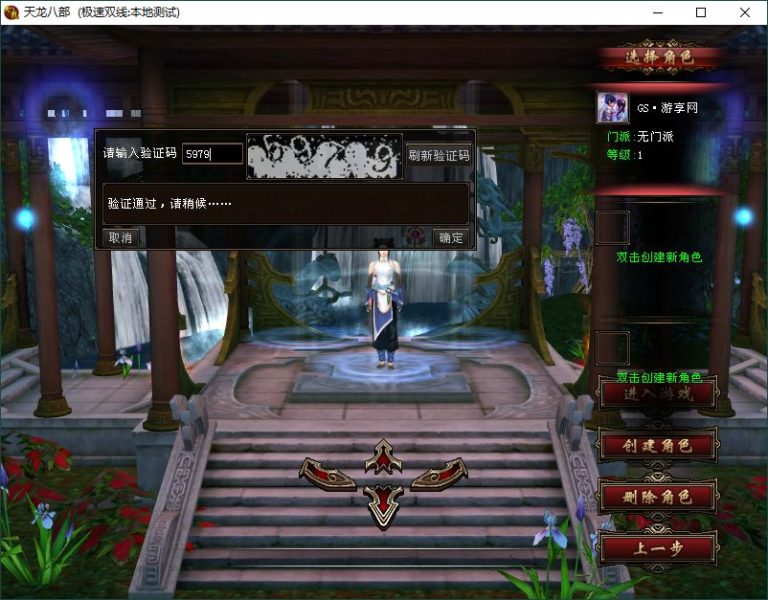 天龙八部 (极速双线:本地测试)
选择角色
GS·游享网
门派:无门派
等级:1
请输入验证码 5979
刷新验证码
验证通过，请稍候……
取消
确定
双击创建新角色
双击创建新角色
进入游戏
创建角色
删除角色
上一步